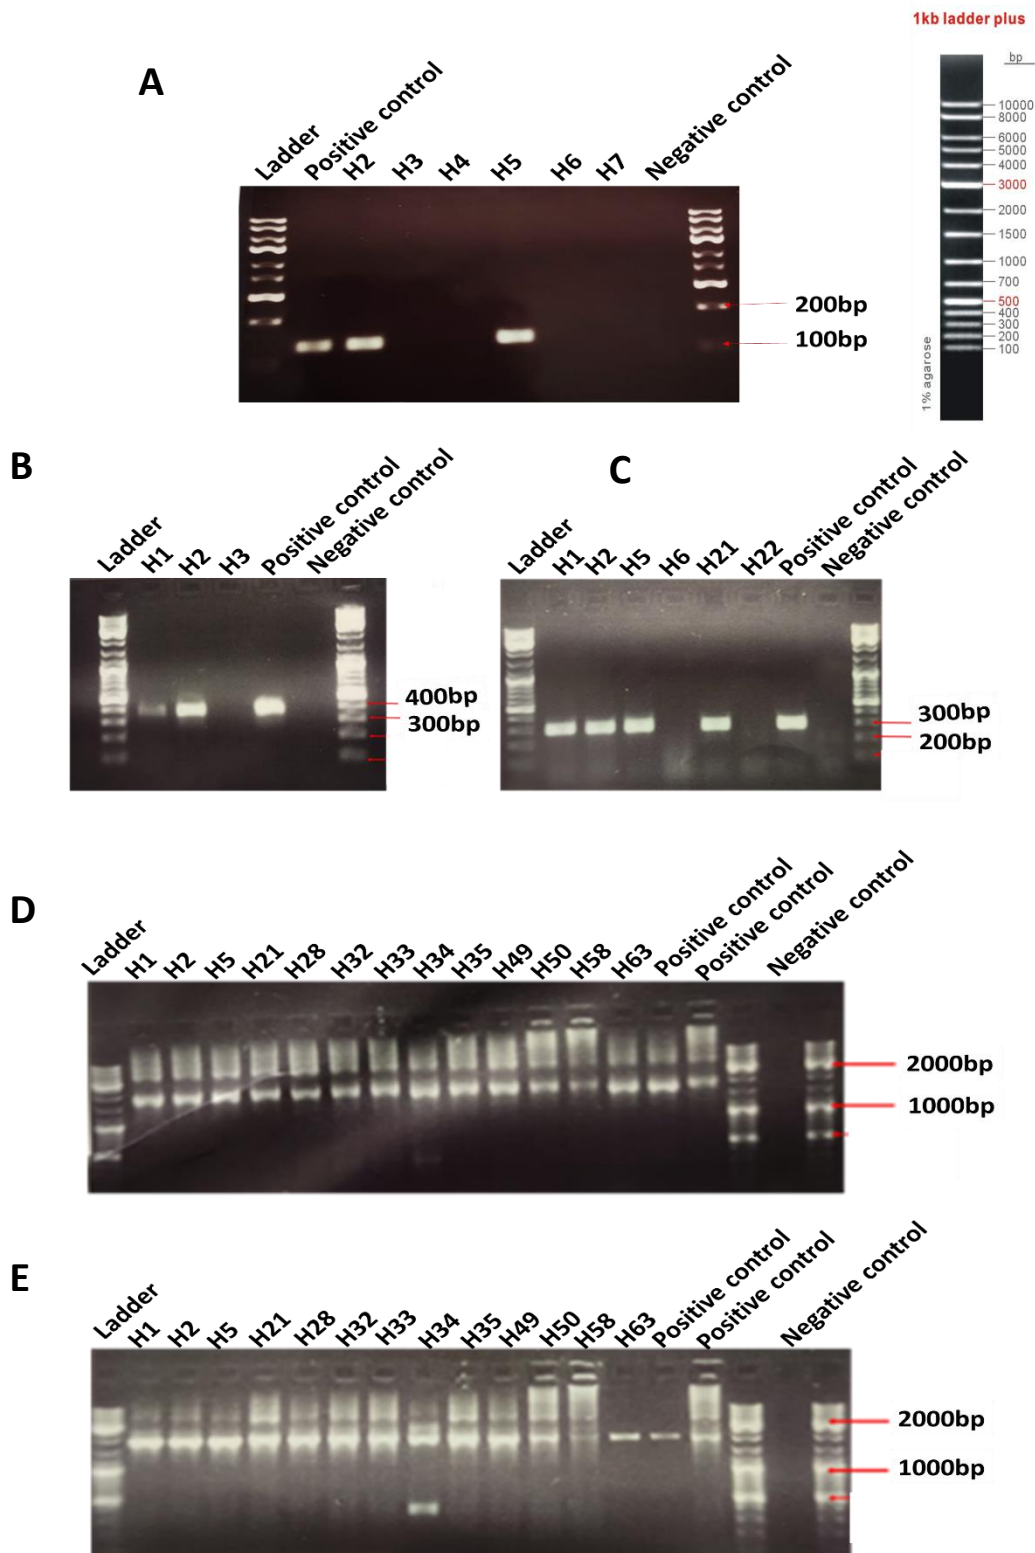 1kb ladder plus
bp
10000
8000
6000
5000
4000
3000
2000
1500
1000
700
500
400
300
200
100
1% agarose
A
Ladder
Positive control
H2
H3
H4
H5
H6
H7
Negative control
200bp
100bp
B
Ladder
H1
H2
H3
Positive control
Negative control
400bp
300bp
C
Ladder
H1
H2
H5
H6
H21
H22
Positive control
Negative control
300bp
200bp
D
Ladder
H1
H2
H5
H21
H28
H32
H33
H34
H35
H49
H50
H58
H63
Positive control
Positive control
Negative control
2000bp
1000bp
E
Ladder
H1
H2
H5
H21
H28
H32
H33
H34
H35
H49
H50
H58
H63
Positive control
Positive control
Negative control
2000bp
1000bp